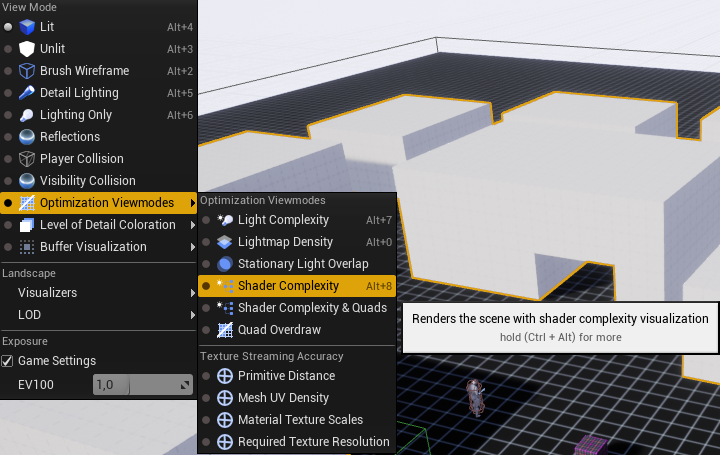 View Mode
Lit Alt+4
Unlit Alt+3
Brush Wireframe Alt+2
Detail Lighting Alt+5
Lighting Only Alt+6
Reflections
Player Collision
Visibility Collision
Optimization Viewmodes
Level of Detail Coloration
Buffer Visualization
Landscape
Visualizers
LOD
Exposure
Game Settings
EV100 1,0
Optimization Viewmodes
Light Complexity Alt+7
Lightmap Density Alt+0
Stationary Light Overlap
Shader Complexity Alt+8
Shader Complexity & Quads
Quad Overdraw
Texture Streaming Accuracy
Primitive Distance
Mesh UV Density
Material Texture Scales
Required Texture Resolution
Renders the scene with shader complexity visualization
hold (Ctrl + Alt) for more